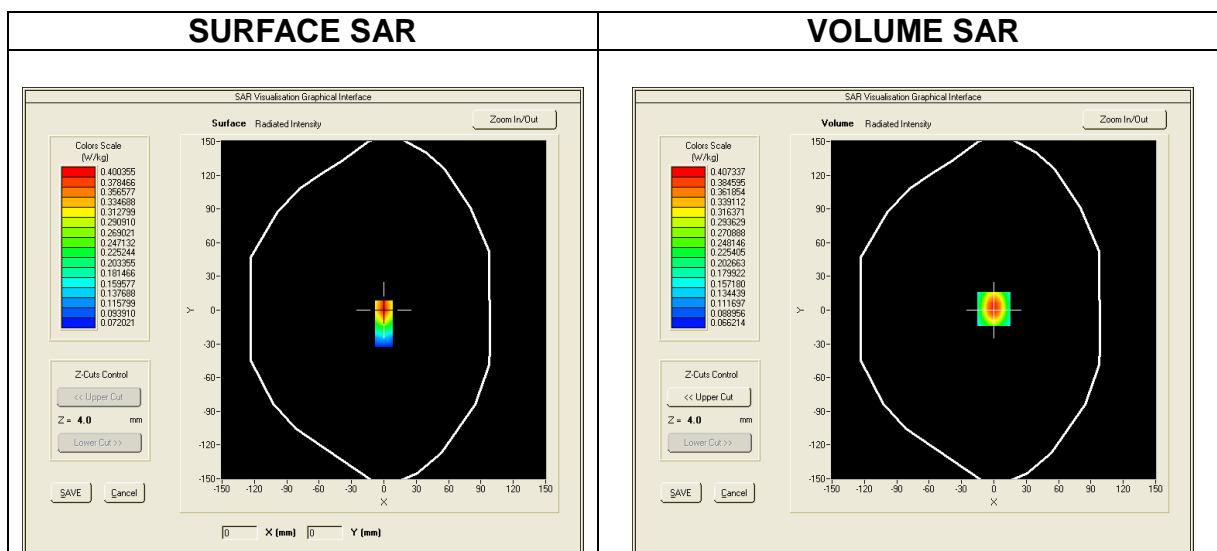 SURFACE SAR
VOLUME SAR
SAR Visualisation Graphical Interface
Surface Radiated Intensity
Zoom In/Out
Colors Scale
(W/kg)
0.400355
0.378466
0.356577
0.334688
0.312799
0.290910
0.269021
0.247132
0.225244
0.203355
0.181466
0.159577
0.137688
0.115799
0.093910
0.072021
150
120
90
60
30
0
-30
-60
-90
-120
-150
Y
-150 -120 -90 -60 -30 0 30 60 90 120 150
X
Z-Cuts Control
<< Upper Cut
Z = 4.0 mm
Lower Cut >>
SAVE Cancel
0 X (mm) 0 Y (mm)
SAR Visualisation Graphical Interface
Volume Radiated Intensity
Zoom In/Out
Colors Scale
(W/kg)
0.407337
0.384595
0.361854
0.339112
0.316371
0.293629
0.270888
0.248146
0.225405
0.202663
0.179922
0.157180
0.134439
0.111697
0.088956
0.066214
150
120
90
60
30
0
-30
-60
-90
-120
-150
Y
-150 -120 -90 -60 -30 0 30 60 90 120 150
X
Z-Cuts Control
<< Upper Cut
Z = 4.0 mm
Lower Cut >>
SAVE Cancel